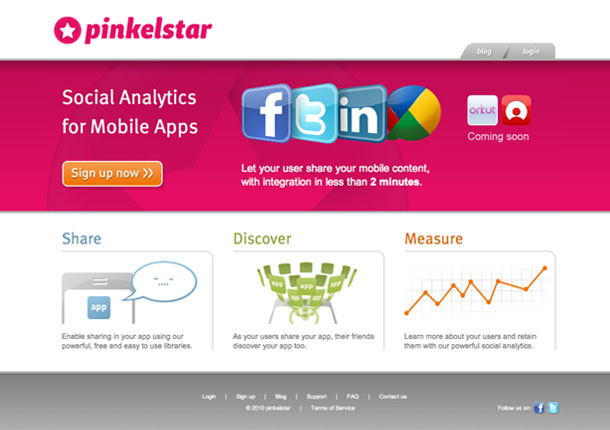 pinkelstar
blog
login
Social Analytics
for Mobile Apps
Sign up now
f
t
in
orkut
Coming soon
Let your user share your mobile content,
with integration in less than 2 minutes.
Share
Discover
Measure
"...."
app
app
app
app
Enable sharing in your app using our
powerful, free and easy to use libraries.
As your users share your app, their friends
discover your app too.
Learn more about your users and retain
them with our powerful social analytics.
Login | Sign up | Blog | Support | FAQ | Contact us
© 2010 pinkelstar | Terms of Service
Follow us on:
f
t